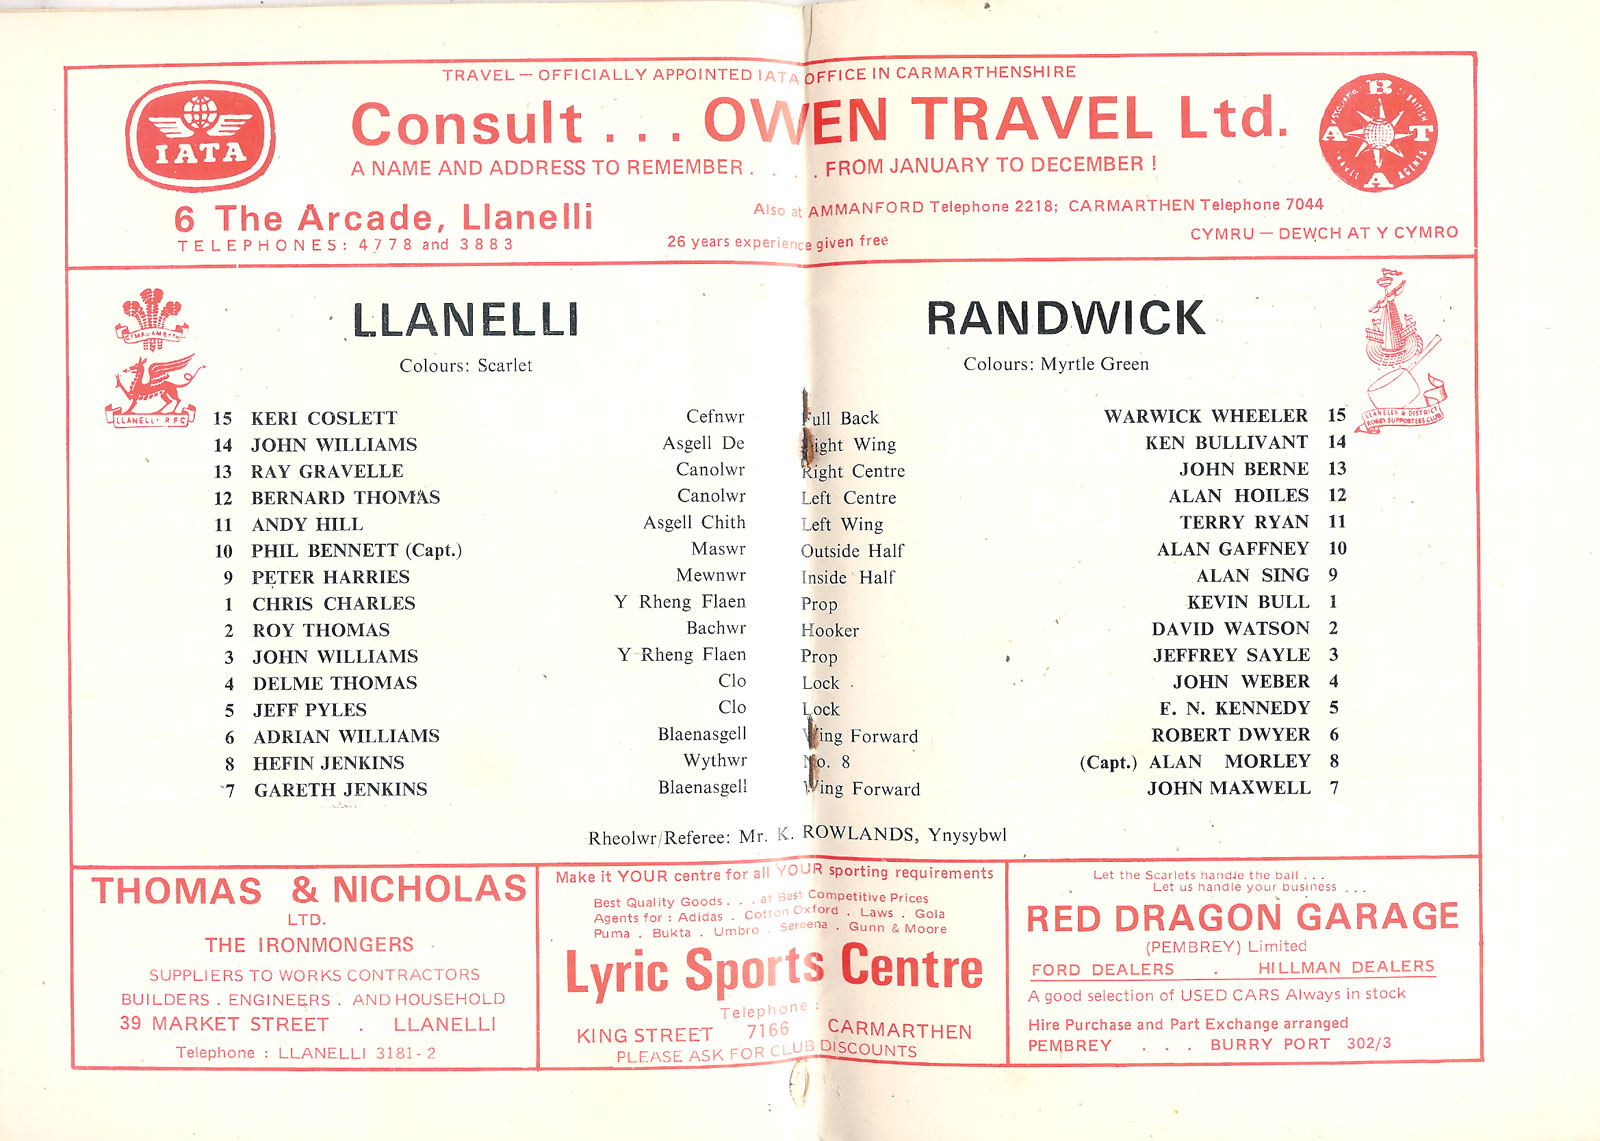 TRAVEL — OFFICIALLY APPOINTED IATA OFFICE IN CARMARTHENSHIRE
Consult . . . OWEN TRAVEL Ltd.
A NAME AND ADDRESS TO REMEMBER . . . . FROM JANUARY TO DECEMBER !
IATA
BATA
6 The Arcade, Llanelli
TELEPHONES: 4778 and 3883
Also at AMMANFORD Telephone 2218; CARMARTHEN Telephone 7044
26 years experience given free
CYMRU — DEWCH AT Y CYMRO
LLANELLI
Colours: Scarlet
RANDWICK
Colours: Myrtle Green
LLANELLI RFC
LLANELLI & DISTRICT
RUGBY SUPPORTERS CLUB
15 KERI COSLETT Cefnwr Full Back WARWICK WHEELER 15
14 JOHN WILLIAMS Asgell De Right Wing KEN BULLIVANT 14
13 RAY GRAVELLE Canolwr Right Centre JOHN BERNE 13
12 BERNARD THOMAS Canolwr Left Centre ALAN HOILES 12
11 ANDY HILL Asgell Chith Left Wing TERRY RYAN 11
10 PHIL BENNETT (Capt.) Maswr Outside Half ALAN GAFFNEY 10
9 PETER HARRIES Mewnwr Inside Half ALAN SING 9
1 CHRIS CHARLES Y Rheng Flaen Prop KEVIN BULL 1
2 ROY THOMAS Bachwr Hooker DAVID WATSON 2
3 JOHN WILLIAMS Y Rheng Flaen Prop JEFFREY SAYLE 3
4 DELME THOMAS Clo Lock JOHN WEBER 4
5 JEFF PYLES Clo Lock E. N. KENNEDY 5
6 ADRIAN WILLIAMS Blaenasgell Wing Forward ROBERT DWYER 6
8 HEFIN JENKINS Wythwr No. 8 (Capt.) ALAN MORLEY 8
7 GARETH JENKINS Blaenasgell Wing Forward JOHN MAXWELL 7
Rheolwr/Referee: Mr. K. ROWLANDS, Ynysybwl
THOMAS & NICHOLAS
LTD.
THE IRONMONGERS
SUPPLIERS TO WORKS CONTRACTORS
BUILDERS . ENGINEERS . AND HOUSEHOLD
39 MARKET STREET . LLANELLI
Telephone : LLANELLI 3181-2
Make it YOUR centre for all YOUR sporting requirements
Best Quality Goods . . . at Best Competitive Prices
Agents for : Adidas . Cotton Oxford . Laws . Gola
Puma . Bukta . Umbro . Sereena . Gunn & Moore
Lyric Sports Centre
Telephone :
KING STREET 7166 CARMARTHEN
PLEASE ASK FOR CLUB DISCOUNTS
Let the Scarlets handle the ball . . .
Let us handle your business . . .
RED DRAGON GARAGE
(PEMBREY) Limited
FORD DEALERS . HILLMAN DEALERS
A good selection of USED CARS Always in stock
Hire Purchase and Part Exchange arranged
PEMBREY . . . BURRY PORT 302/3